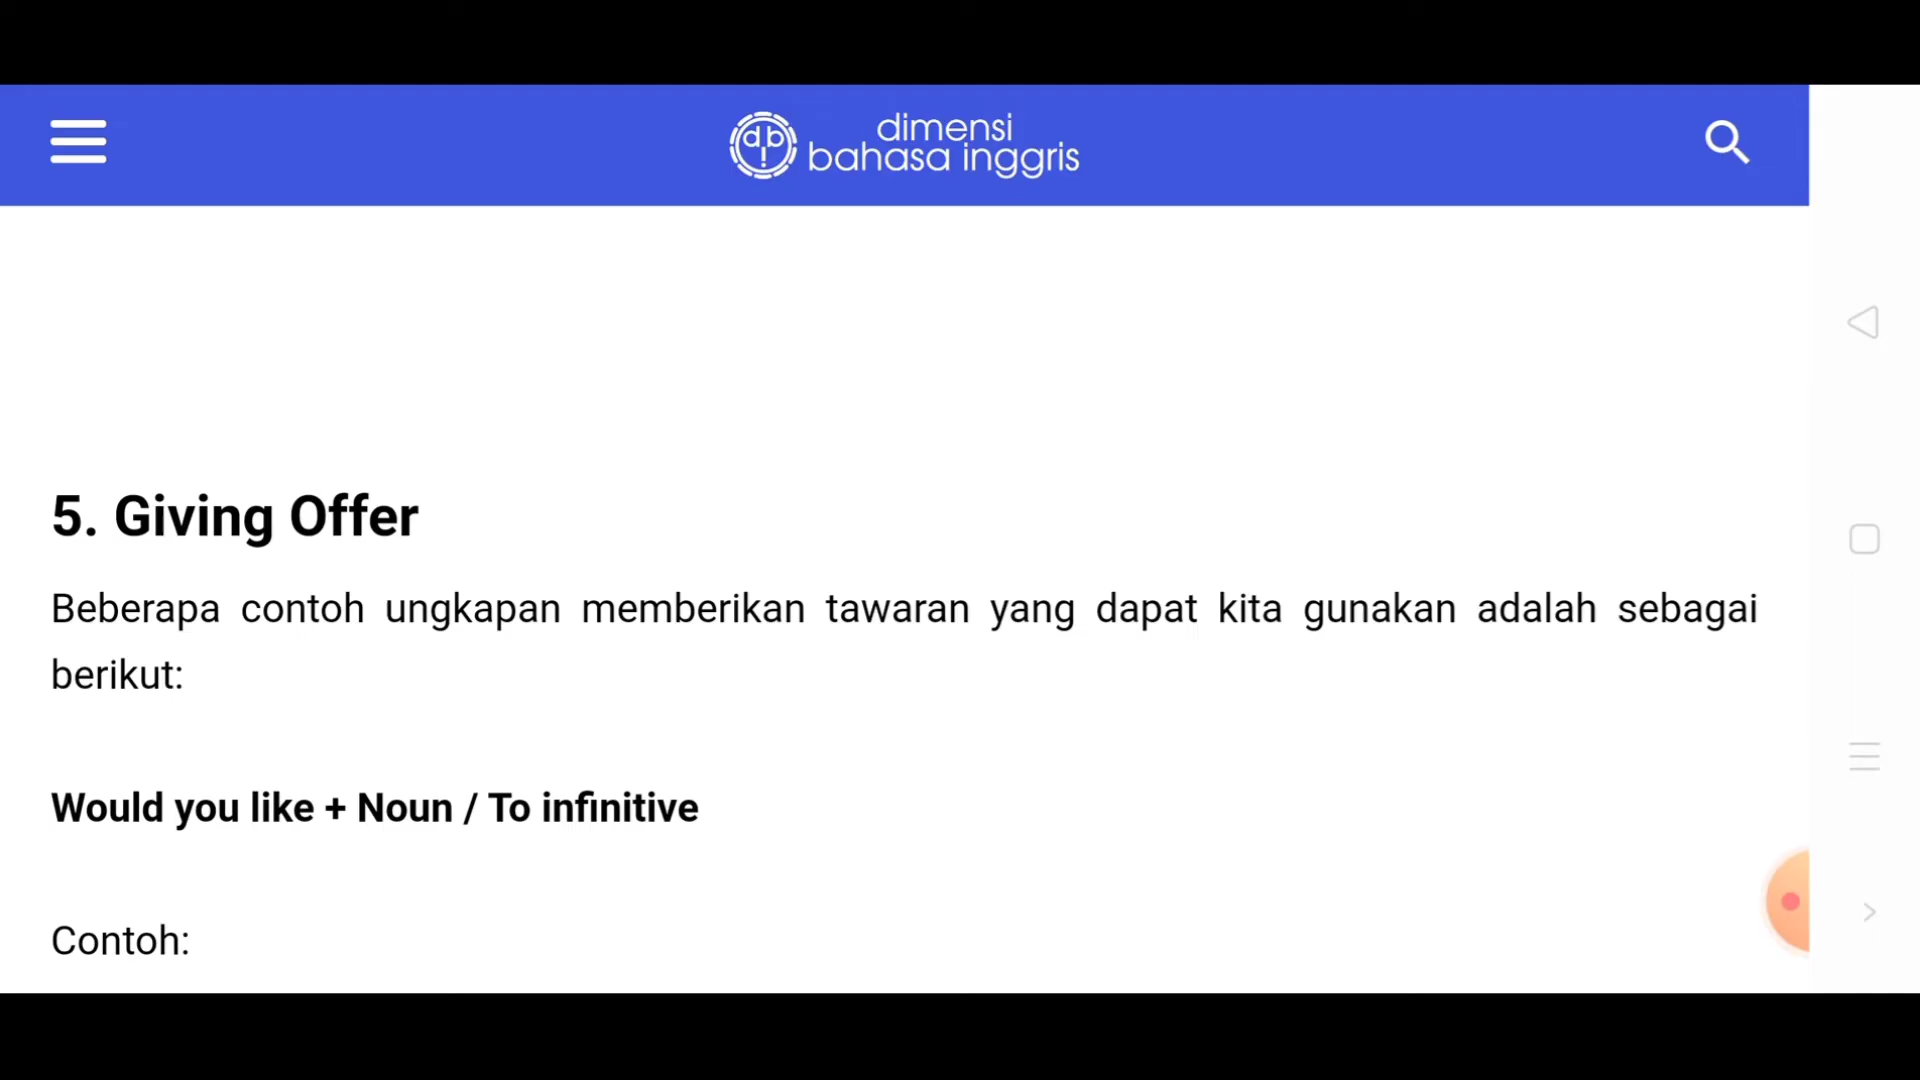 d b
!
dimensi
bahasa inggris
5. Giving Offer
Beberapa contoh ungkapan memberikan tawaran yang dapat kita gunakan adalah sebagai
berikut:
Would you like + Noun / To infinitive
Contoh: